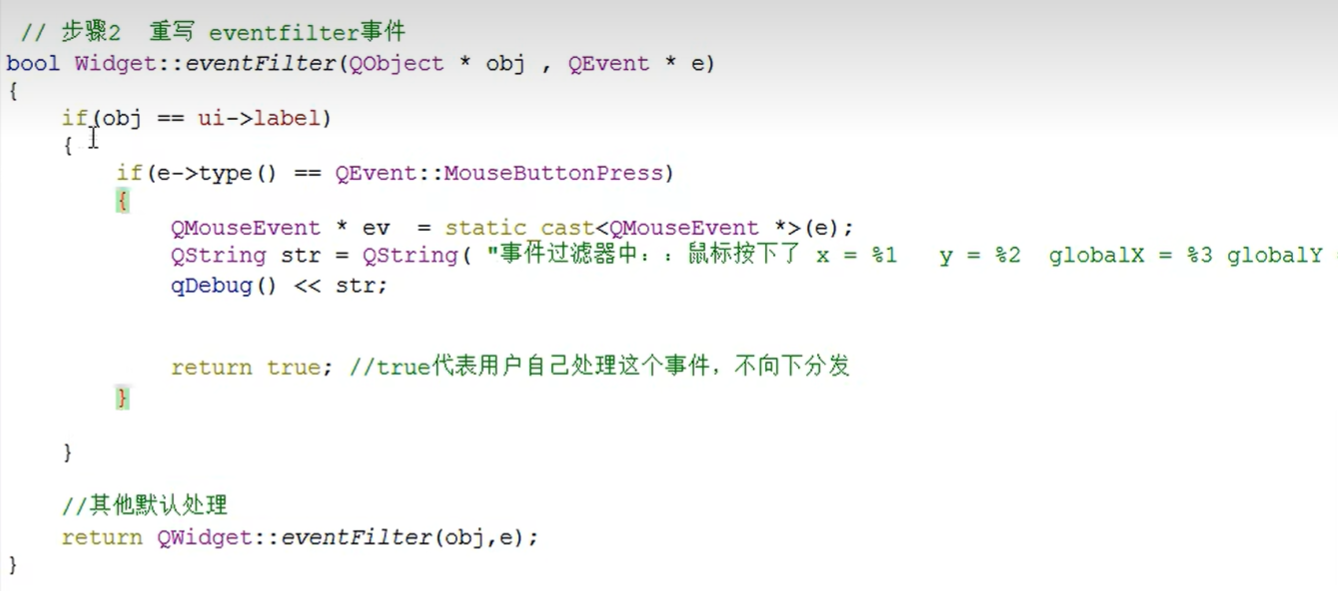 // 步骤2  重写 eventfilter事件
bool Widget::eventFilter(QObject * obj , QEvent * e)
{
    if(obj == ui->label)
    {
        if(e->type() == QEvent::MouseButtonPress)
        {
            QMouseEvent * ev  = static_cast<QMouseEvent *>(e);
            QString str = QString( "事件过滤器中：：鼠标按下了 x = %1   y = %2  globalX = %3 globalY
            qDebug() << str;
            return true; //true代表用户自己处理这个事件，不向下分发
        }
    }
    //其他默认处理
    return QWidget::eventFilter(obj,e);
}